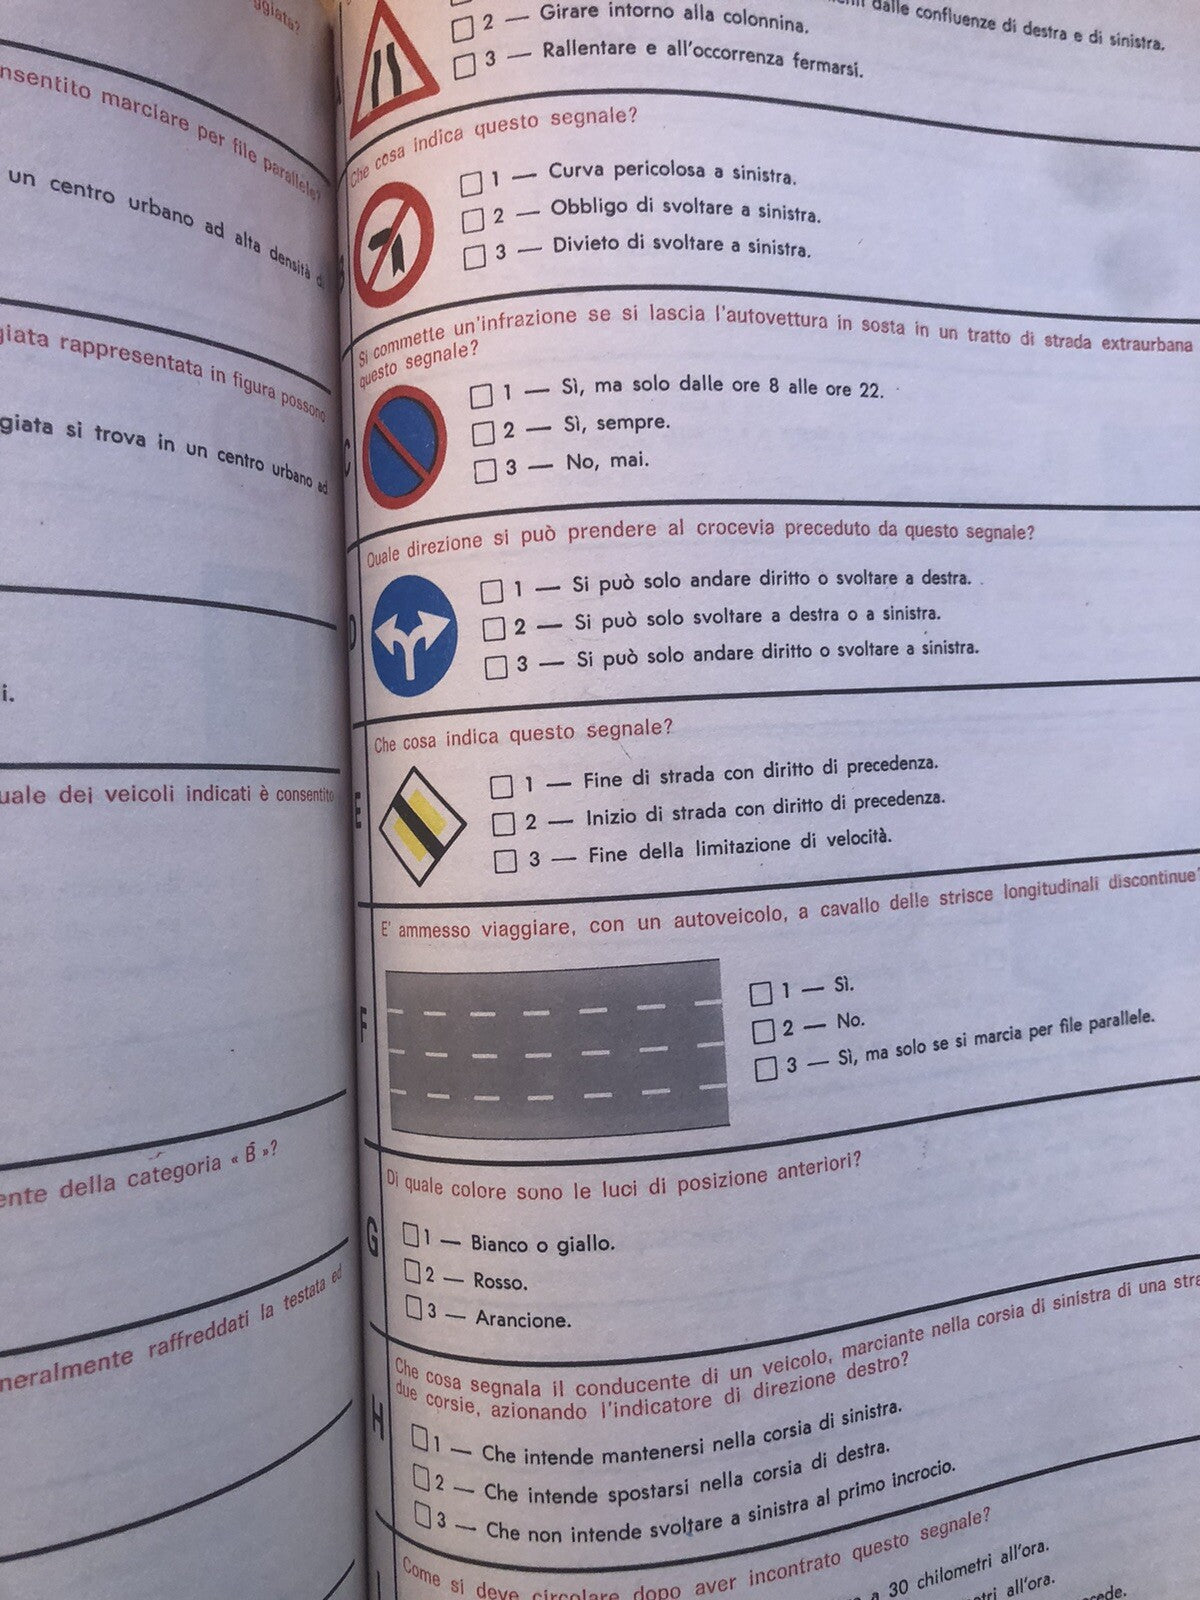 ggiata?
nsentito marciare per file parallele?
un centro urbano ad alta densità di
giata rappresentata in figura possono
giata si trova in un centro urbano ad
i.
uale dei veicoli indicati è consentito
ente della categoria « B »?
neralmente raffreddati la testata ed
dalle confluenze di destra e di sinistra.
2 — Girare intorno alla colonnina.
3 — Rallentare e all'occorrenza fermarsi.
Che cosa indica questo segnale?
B
1 — Curva pericolosa a sinistra.
2 — Obbligo di svoltare a sinistra.
3 — Divieto di svoltare a sinistra.
Si commette un'infrazione se si lascia l'autovettura in sosta in un tratto di strada extraurbana
questo segnale?
C
1 — Sì, ma solo dalle ore 8 alle ore 22.
2 — Sì, sempre.
3 — No, mai.
Quale direzione si può prendere al crocevia preceduto da questo segnale?
D
1 — Si può solo andare diritto o svoltare a destra.
2 — Si può solo svoltare a destra o a sinistra.
3 — Si può solo andare diritto o svoltare a sinistra.
Che cosa indica questo segnale?
E
1 — Fine di strada con diritto di precedenza.
2 — Inizio di strada con diritto di precedenza.
3 — Fine della limitazione di velocità.
E' ammesso viaggiare, con un autoveicolo, a cavallo delle strisce longitudinali discontinue?
F
1 — Sì.
2 — No.
3 — Sì, ma solo se si marcia per file parallele.
Di quale colore sono le luci di posizione anteriori?
G
1 — Bianco o giallo.
2 — Rosso.
3 — Arancione.
Che cosa segnala il conducente di un veicolo, marciante nella corsia di sinistra di una stra
due corsie, azionando l'indicatore di direzione destro?
H
1 — Che intende mantenersi nella corsia di sinistra.
2 — Che intende spostarsi nella corsia di destra.
3 — Che non intende svoltare a sinistra al primo incrocio.
Come si deve circolare dopo aver incontrato questo segnale?
I
a 30 chilometri all'ora.
etri all'ora.
cede.